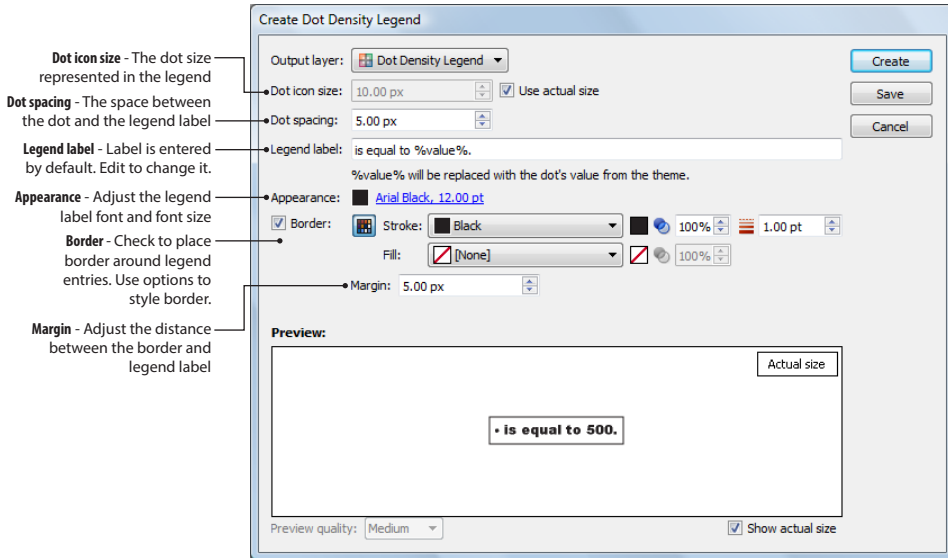 Create Dot Density Legend
Dot icon size - The dot size
represented in the legend
Dot spacing - The space between
the dot and the legend label
Legend label - Label is entered
by default. Edit to change it.
Appearance - Adjust the legend
label font and font size
Border - Check to place
border around legend
entries. Use options to
style border.
Margin - Adjust the distance
between the border and
legend label
Output layer: Dot Density Legend
Dot icon size: 10.00 px Use actual size
Dot spacing: 5.00 px
Legend label: is equal to %value%.
%value% will be replaced with the dot's value from the theme.
Appearance: Arial Black, 12.00 pt
Border: Stroke: Black 100% 1.00 pt
Fill: [None] 100%
Margin: 5.00 px
Create
Save
Cancel
Preview:
Actual size
• is equal to 500.
Preview quality: Medium Show actual size